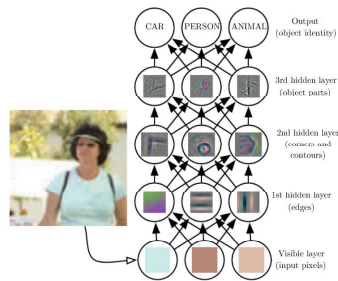 CAR PERSON ANIMAL
Output
(object identity)
3rd hidden layer
(object parts)
2nd hidden layer
(corners and
contours)
1st hidden layer
(edges)
Visible layer
(input pixels)